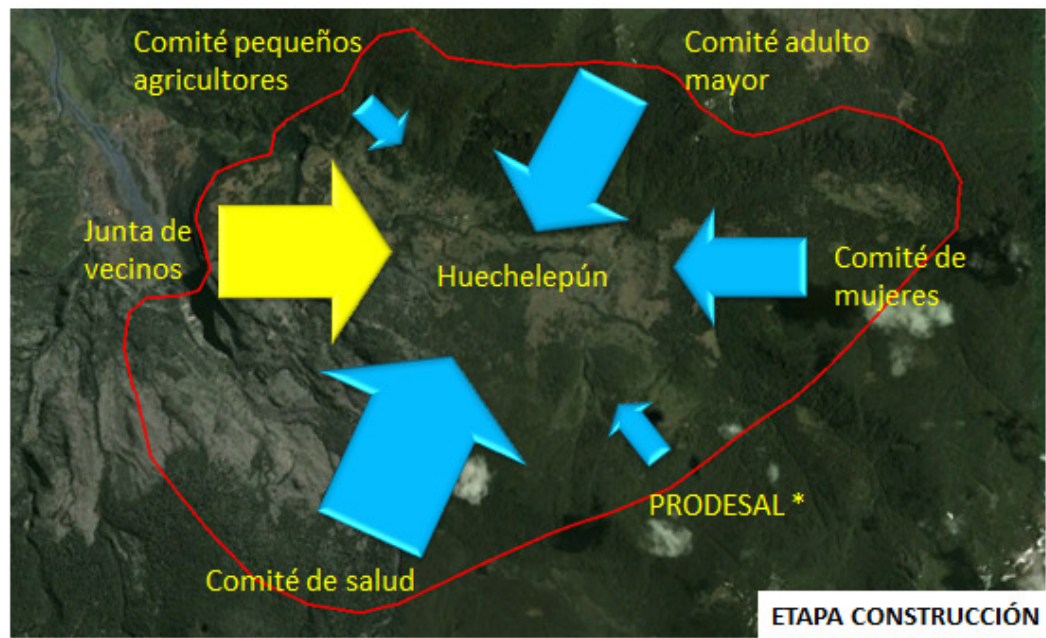 Comité pequeños
agricultores
Comité adulto
mayor
Junta de
vecinos
Huechelepún
Comité de
mujeres
PRODESAL *
Comité de salud
ETAPA CONSTRUCCIÓN